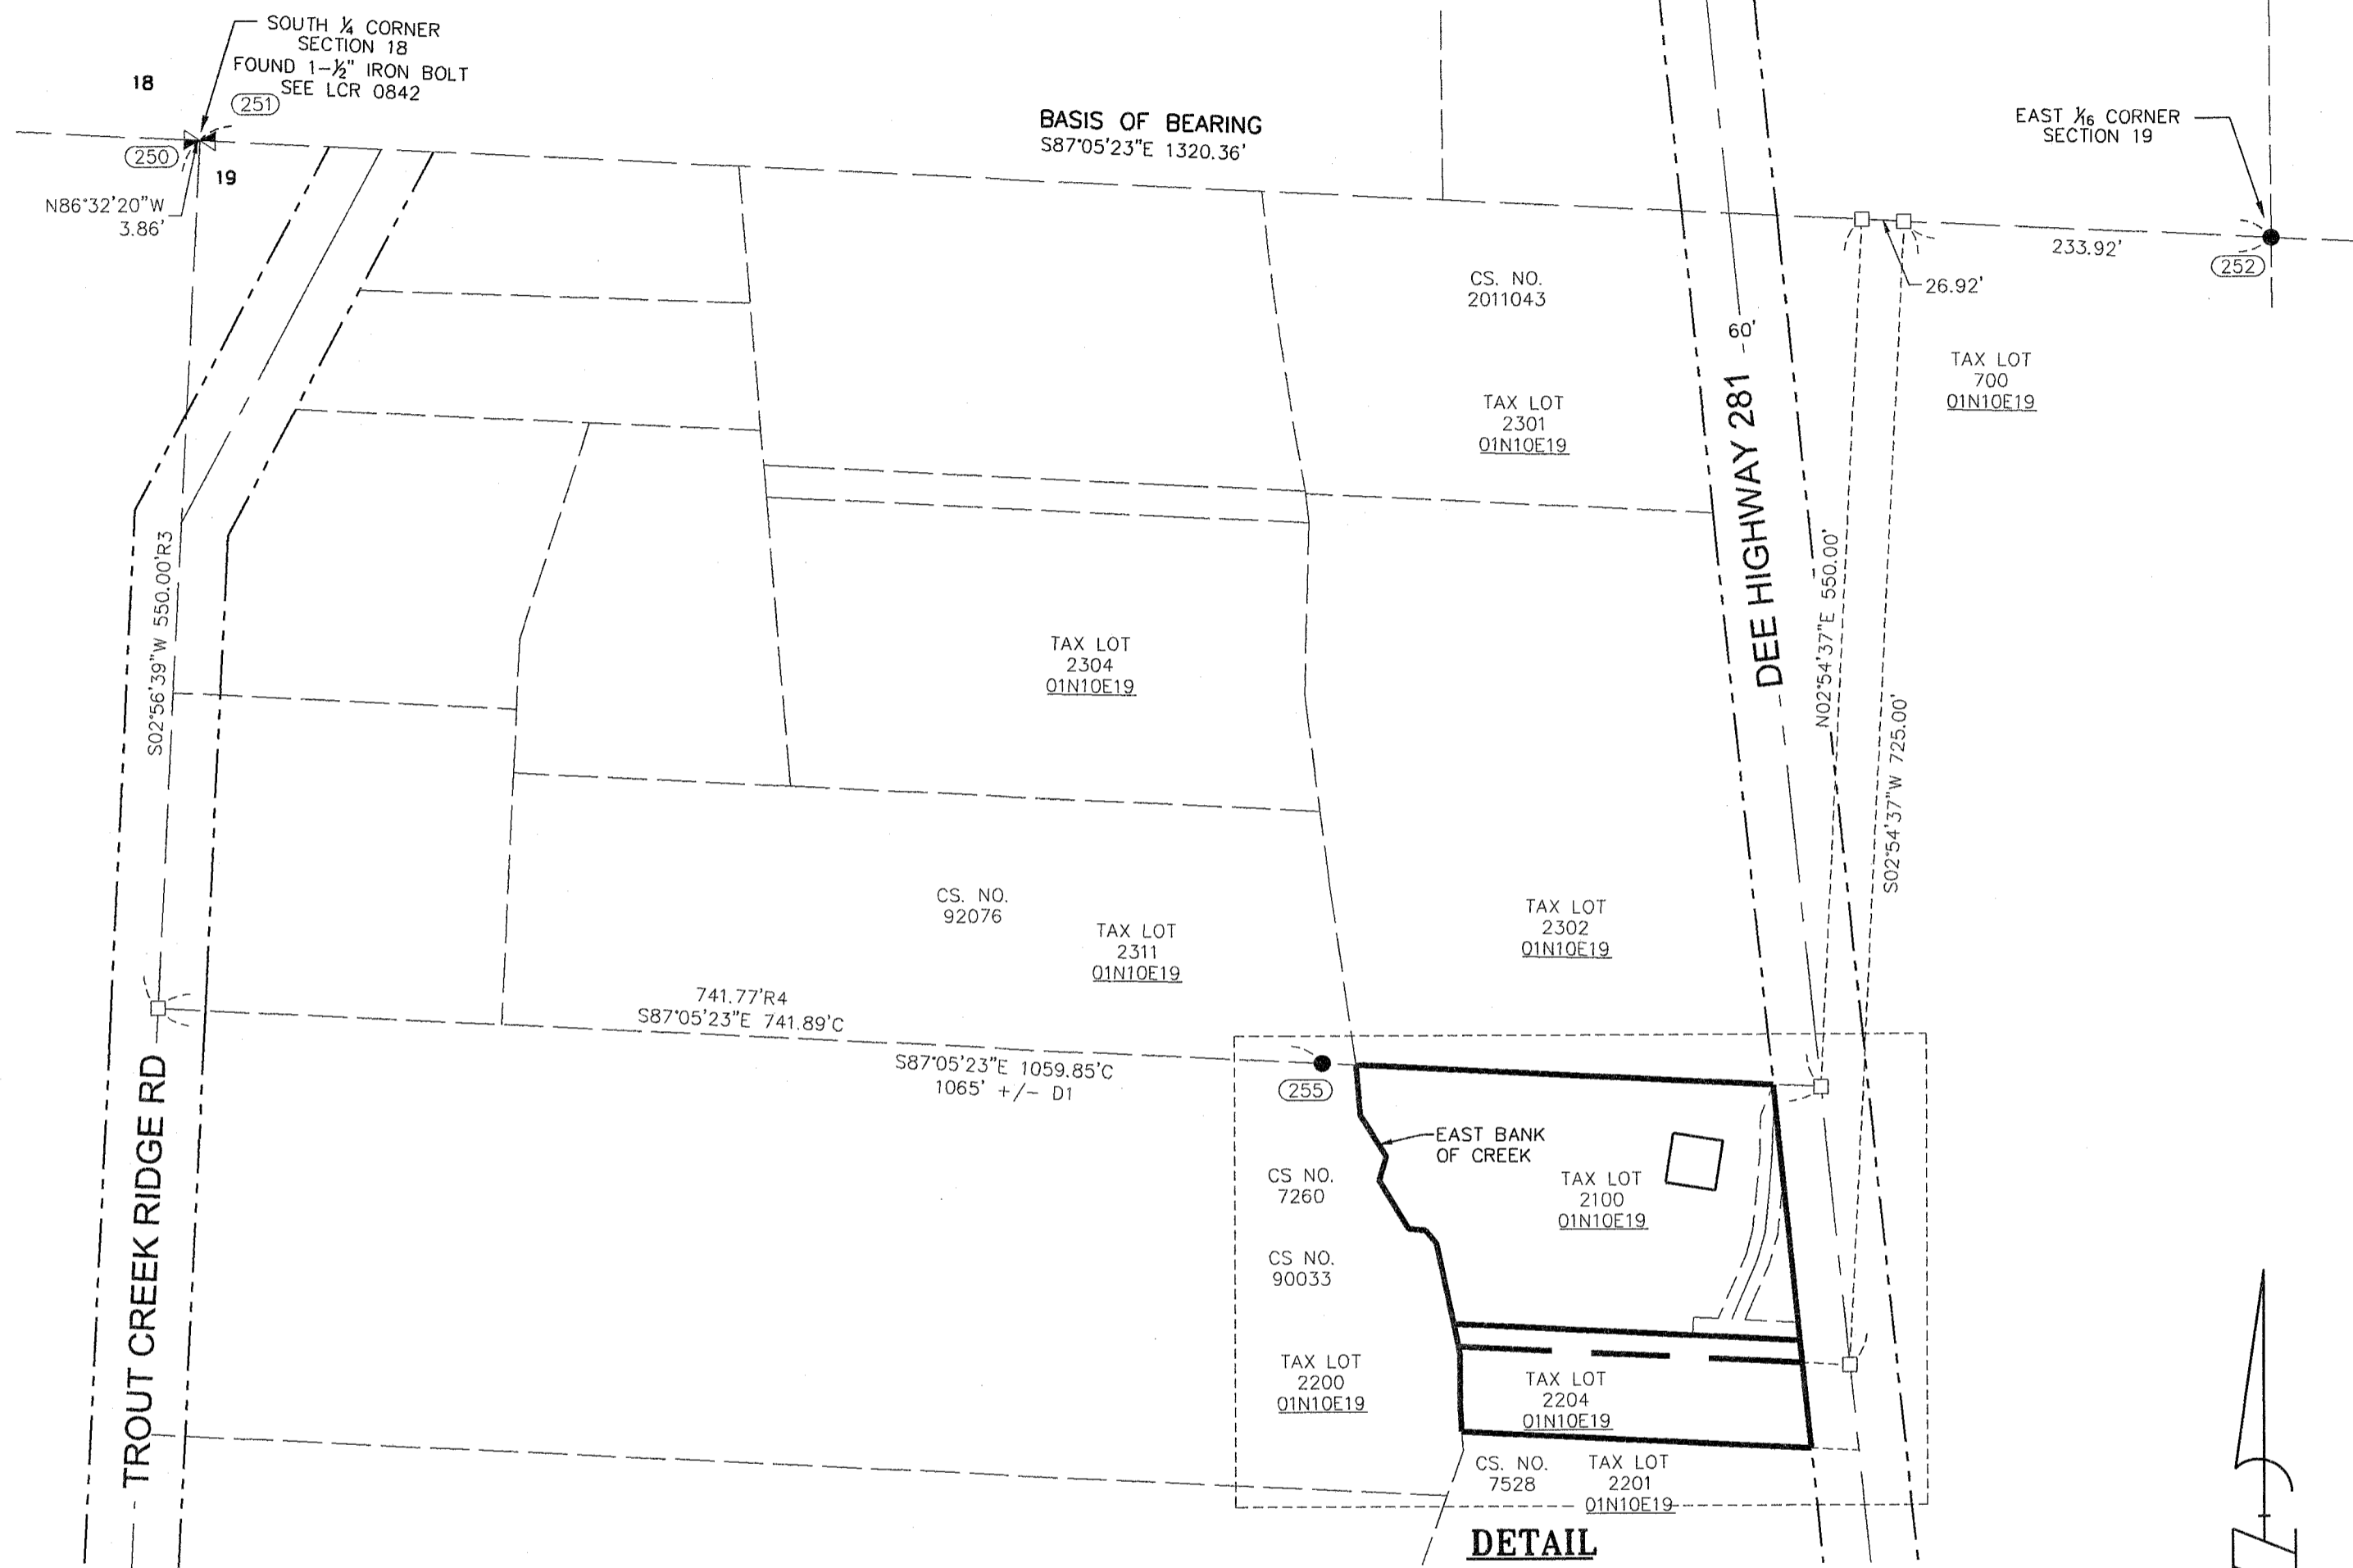 SOUTH ¼ CORNER
SECTION 18
FOUND 1-½" IRON BOLT
SEE LCR 0842
18
251
250
19
N86°32'20"W
3.86'
BASIS OF BEARING
S87°05'23"E 1320.36'
EAST 1/16 CORNER
SECTION 19
233.92'
252
26.92'
CS. NO.
2011043
60'
TAX LOT
700
01N10E19
TAX LOT
2301
01N10E19
DEE HIGHWAY 281
N02°54'37"E 550.00'
S02°54'37"W 725.00'
S02°56'39"W 550.00'R3
TAX LOT
2304
01N10E19
CS. NO.
92076
TAX LOT
2311
01N10E19
TAX LOT
2302
01N10E19
741.77'R4
S87°05'23"E 741.89'C
S87°05'23"E 1059.85'C
1065' +/- D1
255
TROUT CREEK RIDGE RD
EAST BANK
OF CREEK
CS NO.
7260
TAX LOT
2100
01N10E19
CS NO.
90033
TAX LOT
2200
01N10E19
TAX LOT
2204
01N10E19
CS. NO.
7528
TAX LOT
2201
01N10E19
DETAIL